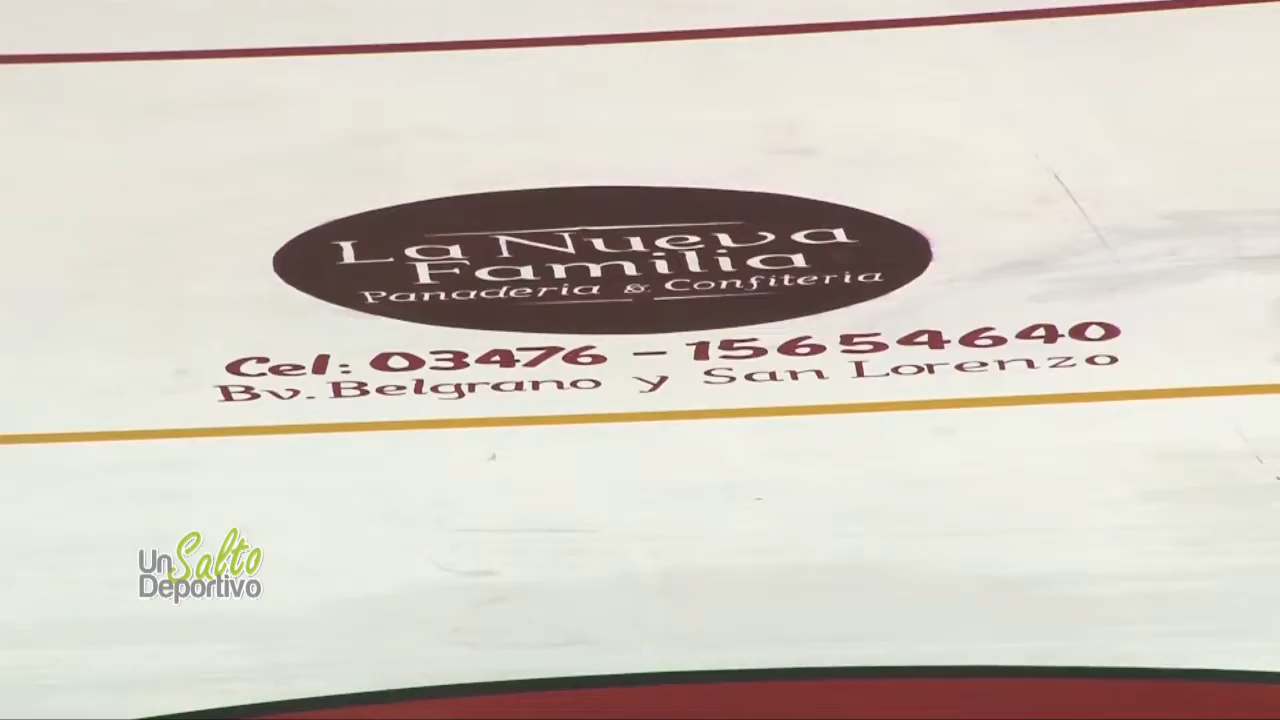 La Nueva
Familia
Panaderia & Confiteria
Cel: 03476 - 15654640
Bv. Belgrano y San Lorenzo
Un Salto
Deportivo